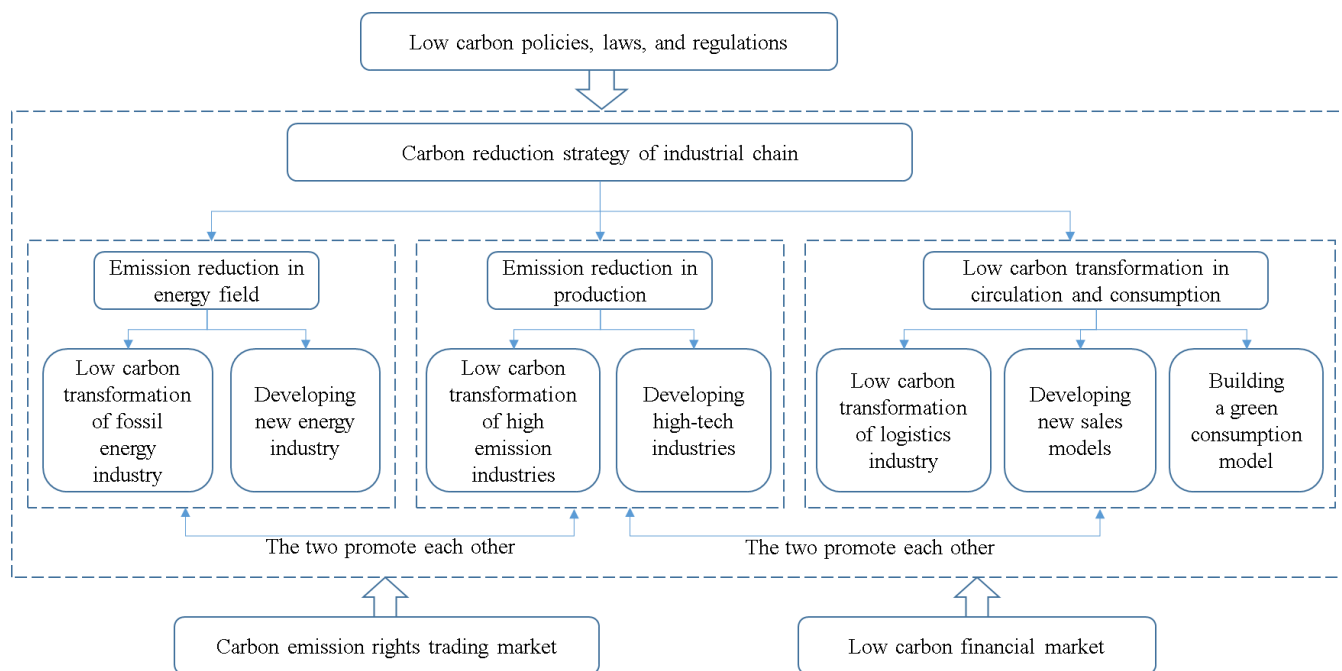 Low carbon policies, laws, and regulations
Carbon reduction strategy of industrial chain
Emission reduction in
energy field
Low carbon
transformation
of fossil
energy
industry
Developing
new energy
industry
Emission reduction in
production
Low carbon
transformation
of high
emission
industries
Developing
high-tech
industries
Low carbon transformation in
circulation and consumption
Low carbon
transformation
of logistics
industry
Developing
new sales
models
Building
a green
consumption
model
The two promote each other
The two promote each other
Carbon emission rights trading market
Low carbon financial market